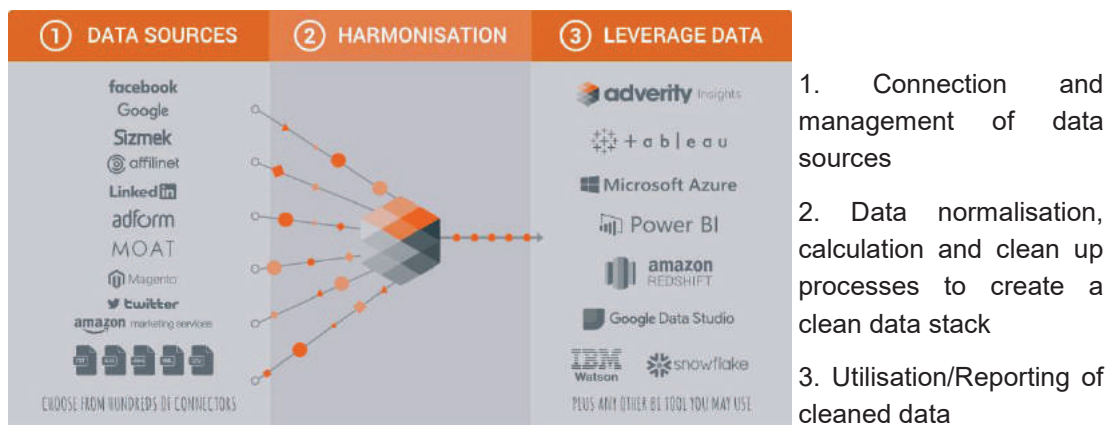 1 DATA SOURCES
2 HARMONISATION
3 LEVERAGE DATA
facebook
Google
Sizmek
affilinet
Linked in
adform
MOAT
Magento
twitter
amazon marketing services
CHOOSE FROM HUNDREDS OF CONNECTORS
adverity Insights
+ a b l e a u
Microsoft Azure
Power BI
amazon
REDSHIFT
Google Data Studio
IBM
Watson
snowflake
PLUS ANY OTHER BI TOOL YOU MAY USE
1. Connection and
management of data
sources
2. Data normalisation,
calculation and clean up
processes to create a
clean data stack
3. Utilisation/Reporting of
cleaned data